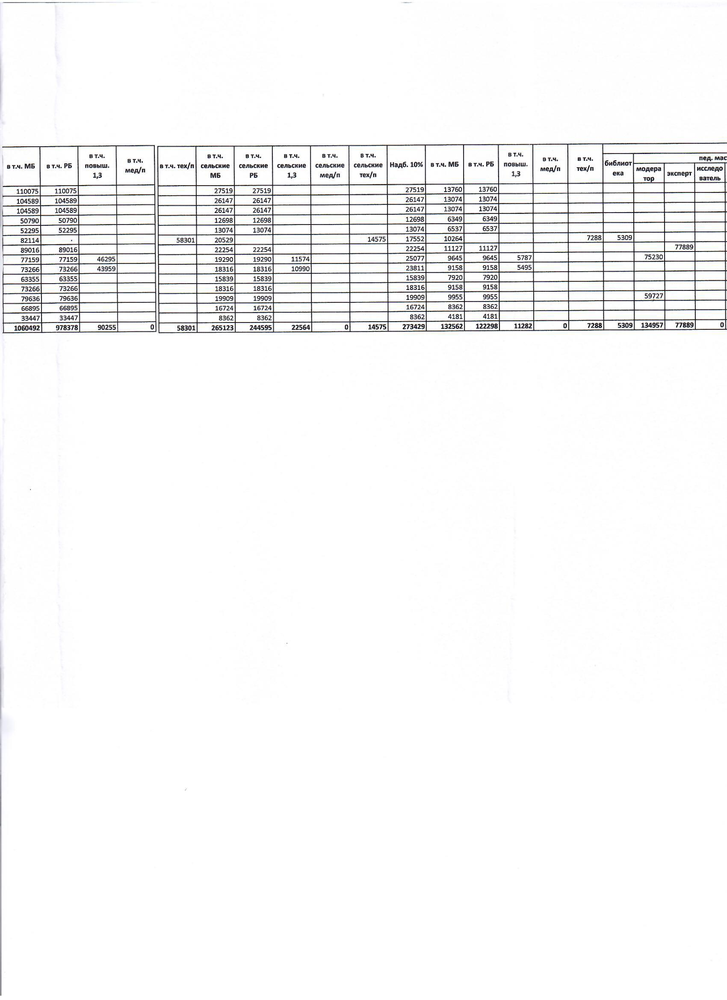 в т.ч. МБ в т.ч. РБ в т.ч. повыш. 1,3 в т.ч. мед/п в т.ч. тех/п в т.ч. сельские МБ в т.ч. сельские РБ в т.ч. сельские 1,3 в т.ч. сельские мед/п в т.ч. сельские тех/п Надб. 10% в т.ч. МБ в т.ч. РБ в т.ч. повыш. 1,3 в т.ч. мед/п в т.ч. тех/п библиот ека пед. мас модера тор эксперт исследо ватель
110075 110075 27519 27519 27519 13760 13760
104589 104589 26147 26147 26147 13074 13074
104589 104589 26147 26147 26147 13074 13074
50790 50790 12698 12698 12698 6349 6349
52295 52295 13074 13074 13074 6537 6537
82114 58301 20529 14575 17552 10264 7288 5309
89016 89016 22254 22254 22254 11127 11127 77889
77159 77159 46295 19290 19290 11574 25077 9645 9645 5787 75230
73266 73266 43959 18316 18316 10990 23811 9158 9158 5495
63355 63355 15839 15839 15839 7920 7920
73266 73266 18316 18316 18316 9158 9158
79636 79636 19909 19909 19909 9955 9955 59727
66895 66895 16724 16724 16724 8362 8362
33447 33447 8362 8362 8362 4181 4181
1060492 978378 90255 0 58301 265123 244595 22564 0 14575 273429 132562 122298 11282 0 7288 5309 134957 77889 0